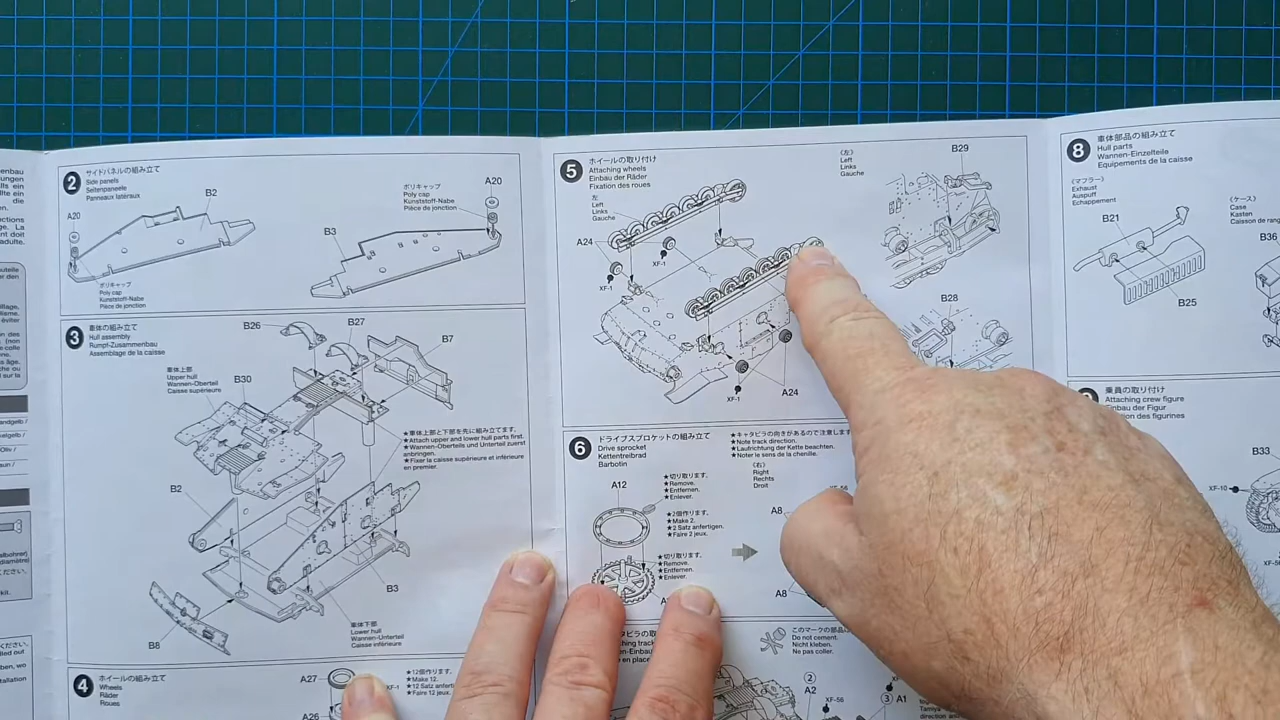 2
サイドパネルの組み立て
Side panels
Seitenpaneele
Panneaux latéraux
A20
B2
ポリキャップ
Poly cap
Kunststoff-Nabe
Pièce de jonction
B3
ポリキャップ
Poly cap
Kunststoff-Nabe
Pièce de jonction
A20
3
車体の組み立て
Hull assembly
Rumpf-Zusammenbau
Assemblage de la caisse
B26
B27
B7
車体上部
Upper hull
Wannen-Oberteil
Caisse supérieure
B30
★車体上部と下部を先に組み立てます。
★Attach upper and lower hull parts first.
★Wannen-Oberteils und Unterteil zuerst
anbringen.
★Fixer la caisse supérieure et inférieure
en premier.
B2
B3
B8
車体下部
Lower hull
Wannen-Unterteil
Caisse inférieure
4
ホイールの組み立て
Wheels
Räder
Roues
A27
XF-1
A26
★12個作ります。
★Make 12.
★12 Satz anfert
★Faire 12 jeux.
5
ホイールの取り付け
Attaching wheels
Einbau der Räder
Fixation des roues
左
Left
Links
Gauche
A24
XF-1
XF-1
A24
XF-1
《左》
Left
Links
Gauche
B29
B28
6
ドライブスプロケットの組み立て
Drive sprocket
Kettentreibrad
Barbotin
★キャタピラの向きがあるので注意します
★Note track direction.
★Laufrichtung der Kette beachten.
★Noter le sens de la chenille.
A12
★切り取ります。
★Remove.
★Entfernen.
★Enlever.
★2個作ります。
★Make 2.
★2 Satz anfertigen.
★Faire 2 jeux.
★切り取ります。
★Remove.
★Entfernen.
★Enlever.
《右》
Right
Rechts
Droit
XF-56
A8
A8
このマークの部品
Do not cement.
Nicht kleben.
Ne pas coller.
2
A2
XF-56
3 A1
8
車体部品の組み立て
Hull parts
Wannen-Einzelteile
Equipements de la caisse
《マフラー》
Exhaust
Auspuff
Echappement
B21
B25
《ケース》
Case
Kasten
Caisson de rangement
B36
乗員の取り付け
Attaching crew figure
Einbau der Figur
Fixation des figurines
B33
XF-10